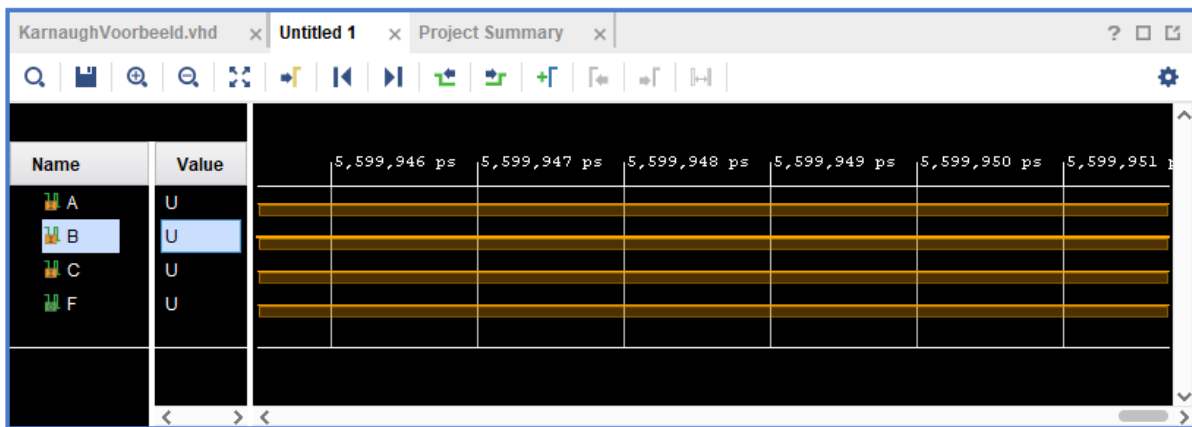 KarnaughVoorbeeld.vhd × Untitled 1 × Project Summary × ?
Name Value 5,599,946 ps 5,599,947 ps 5,599,948 ps 5,599,949 ps 5,599,950 ps 5,599,951
A U
B U
C U
F U